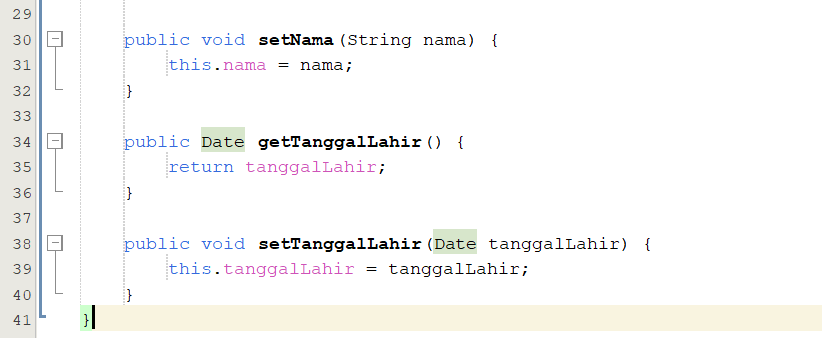 29
30 public void setNama(String nama) {
31 this.nama = nama;
32 }
33
34 public Date getTanggalLahir() {
35 return tanggalLahir;
36 }
37
38 public void setTanggalLahir(Date tanggalLahir) {
39 this.tanggalLahir = tanggalLahir;
40 }
41 }